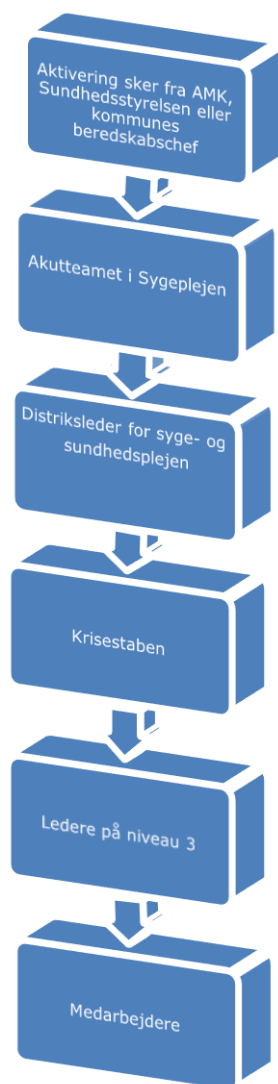 Aktivering sker fra AMK,
Sundhedsstyrelsen eller
kommunes
beredskabschef
Akutteamet i Sygeplejen
Distriksleder for syge- og
sundhedsplejen
Krisestaben
Ledere på niveau 3
Medarbejdere